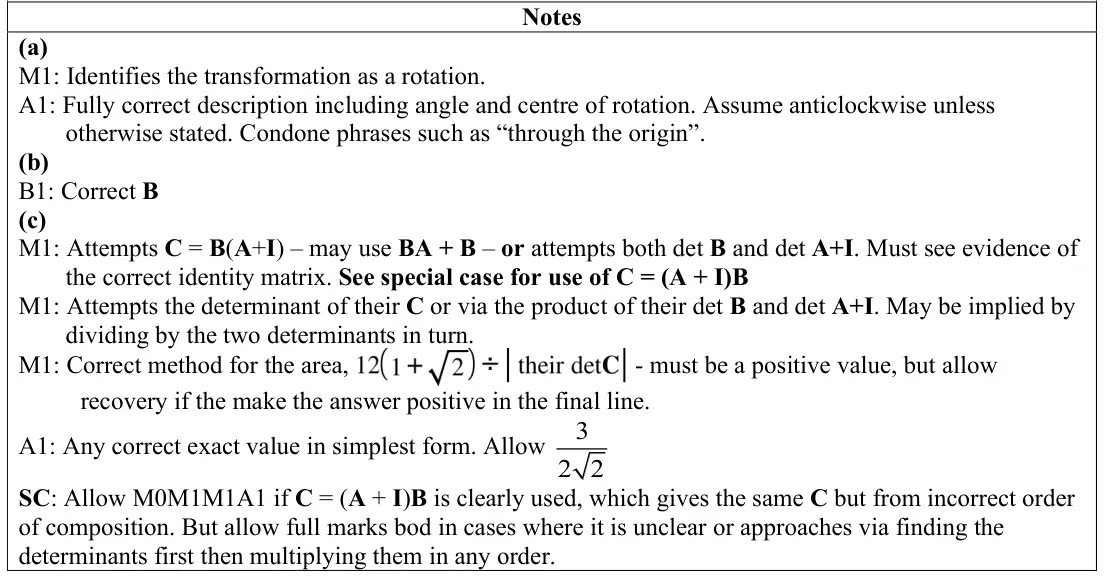 Notes
(a)
M1: Identifies the transformation as a rotation.
A1: Fully correct description including angle and centre of rotation. Assume anticlockwise unless
otherwise stated. Condone phrases such as “through the origin”.
(b)
B1: Correct B
(c)
M1: Attempts C = B(A+I) – may use BA + B – or attempts both det B and det A+I. Must see evidence of
the correct identity matrix. See special case for use of C = (A + I)B
M1: Attempts the determinant of their C or via the product of their det B and det A+I. May be implied by
dividing by the two determinants in turn.
M1: Correct method for the area, 12(1 + √2) ÷ | their detC| - must be a positive value, but allow
recovery if the make the answer positive in the final line.
A1: Any correct exact value in simplest form. Allow 3/(2√2)
SC: Allow M0M1M1A1 if C = (A + I)B is clearly used, which gives the same C but from incorrect order
of composition. But allow full marks bod in cases where it is unclear or approaches via finding the
determinants first then multiplying them in any order.